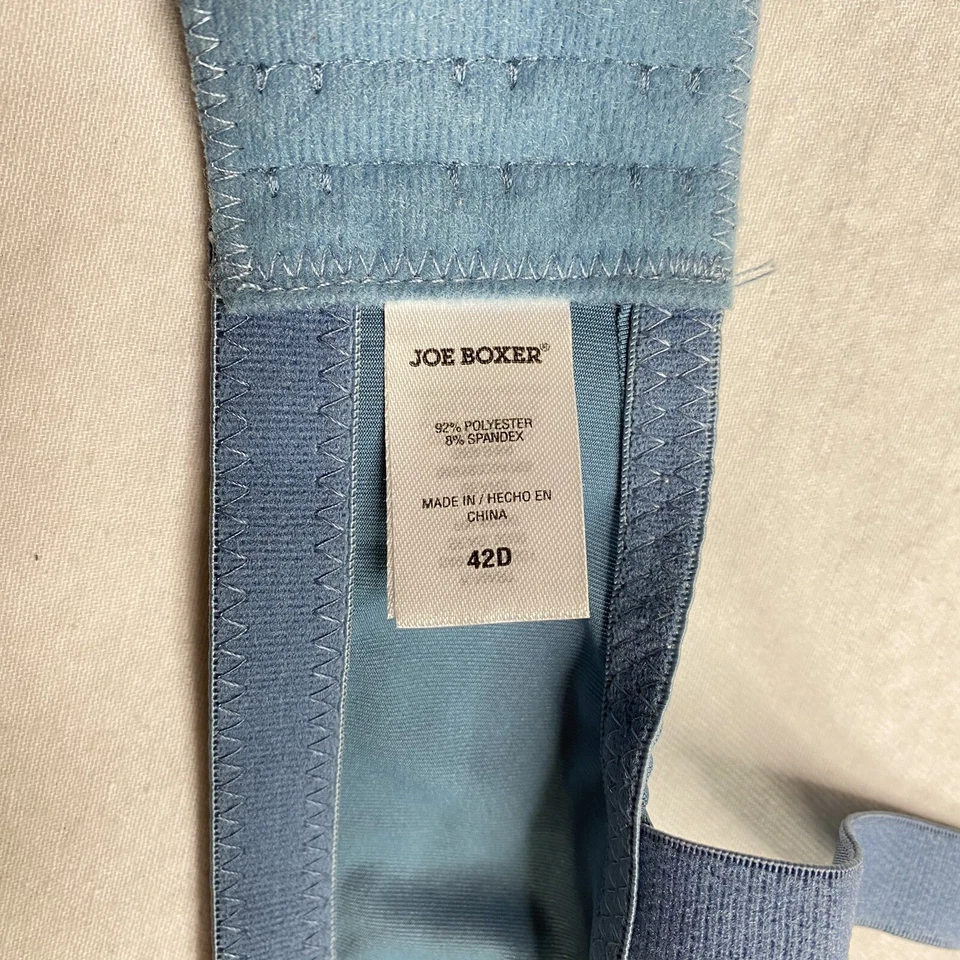 JOE BOXER®
92% POLYESTER
8% SPANDEX
MADE IN / HECHO EN
CHINA
42D